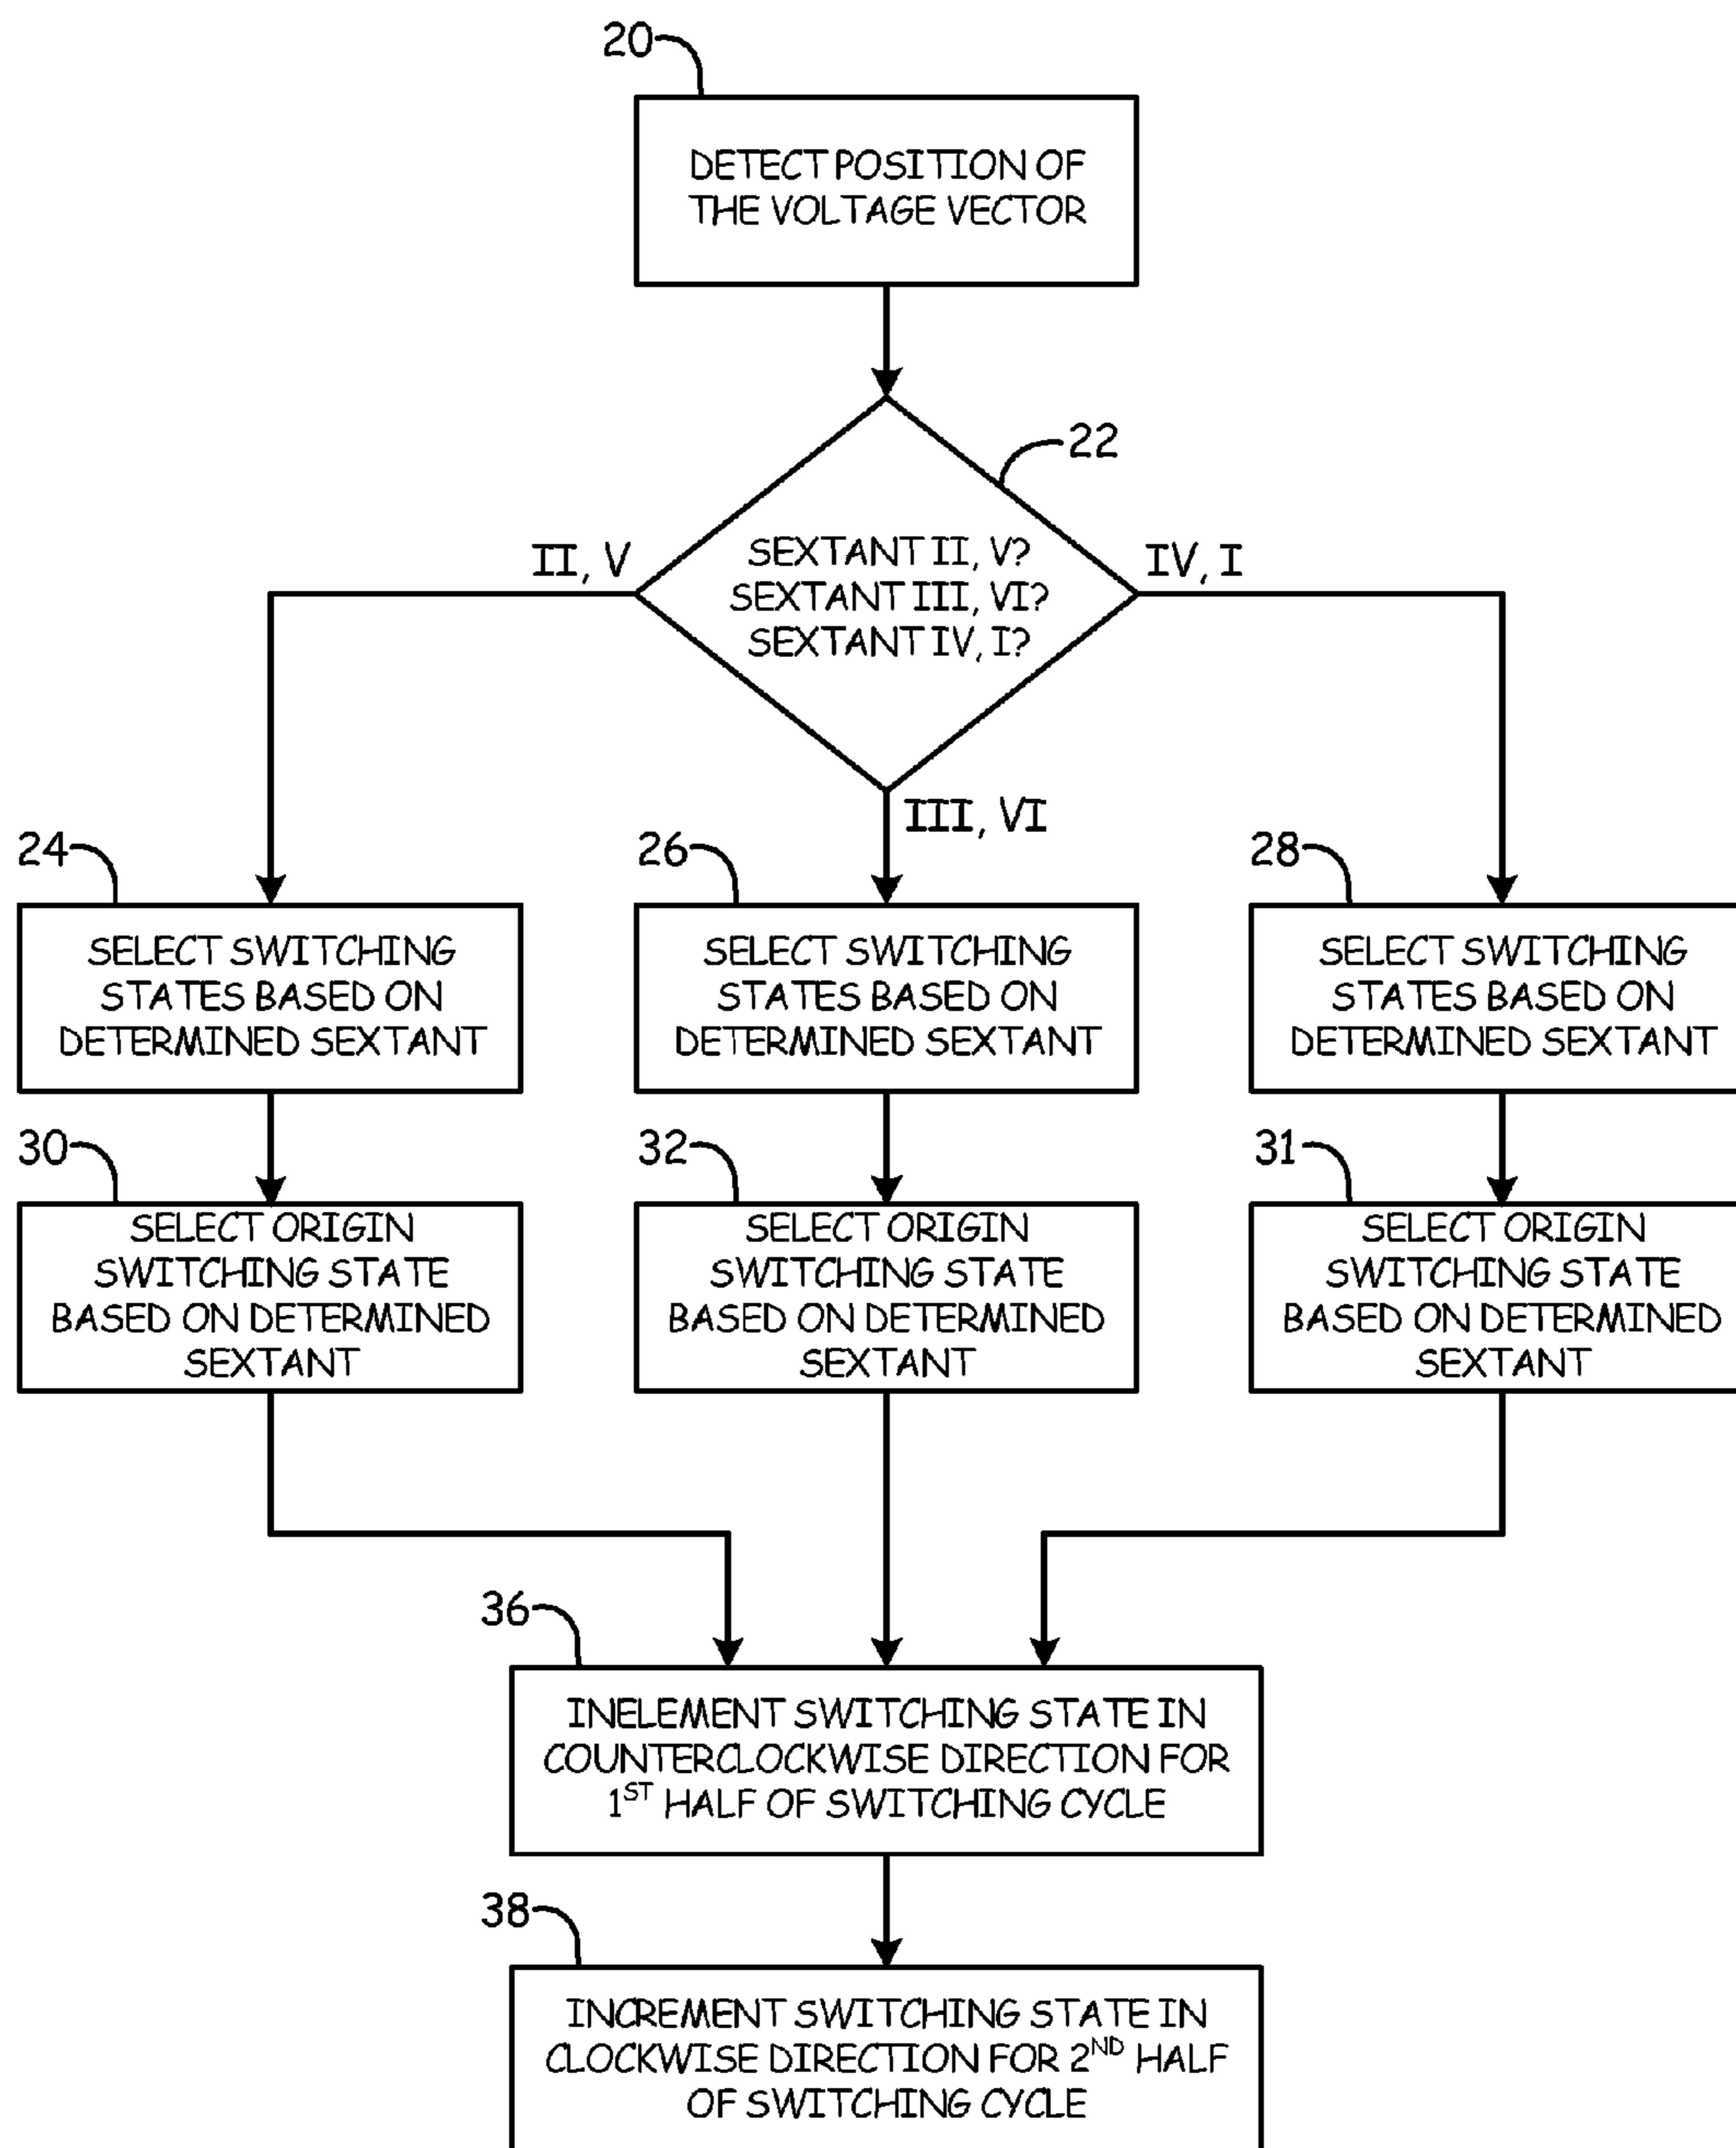 20
DETECT POSITION OF
THE VOLTAGE VECTOR
22
II, V
SEXTANT II, V?
SEXTANT III, VI?
SEXTANT IV, I?
IV, I
III, VI
24
SELECT SWITCHING
STATES BASED ON
DETERMINED SEXTANT
26
SELECT SWITCHING
STATES BASED ON
DETERMINED SEXTANT
28
SELECT SWITCHING
STATES BASED ON
DETERMINED SEXTANT
30
SELECT ORIGIN
SWITCHING STATE
BASED ON DETERMINED
SEXTANT
32
SELECT ORIGIN
SWITCHING STATE
BASED ON DETERMINED
SEXTANT
31
SELECT ORIGIN
SWITCHING STATE
BASED ON DETERMINED
SEXTANT
36
INELEMENT SWITCHING STATE IN
COUNTERCLOCKWISE DIRECTION FOR
1ST HALF OF SWITCHING CYCLE
38
INCREMENT SWITCHING STATE IN
CLOCKWISE DIRECTION FOR 2ND HALF
OF SWITCHING CYCLE